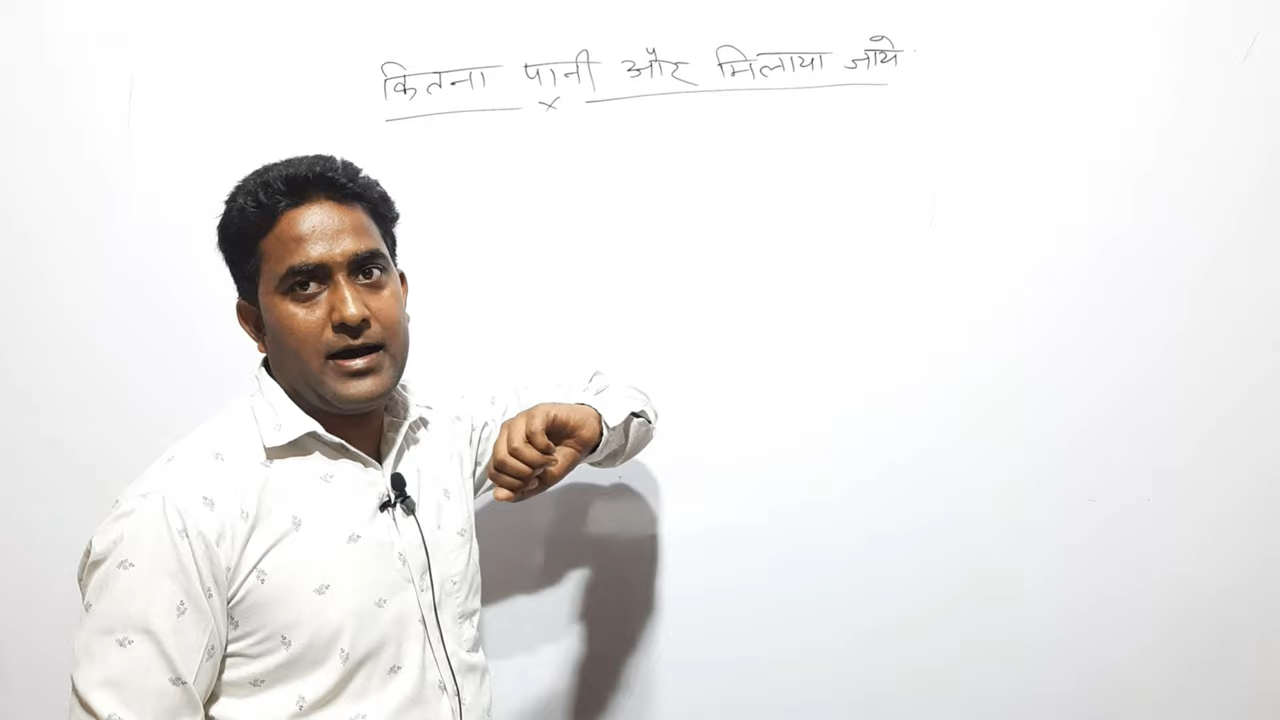 कितना पानी और मिलाया जाये
x